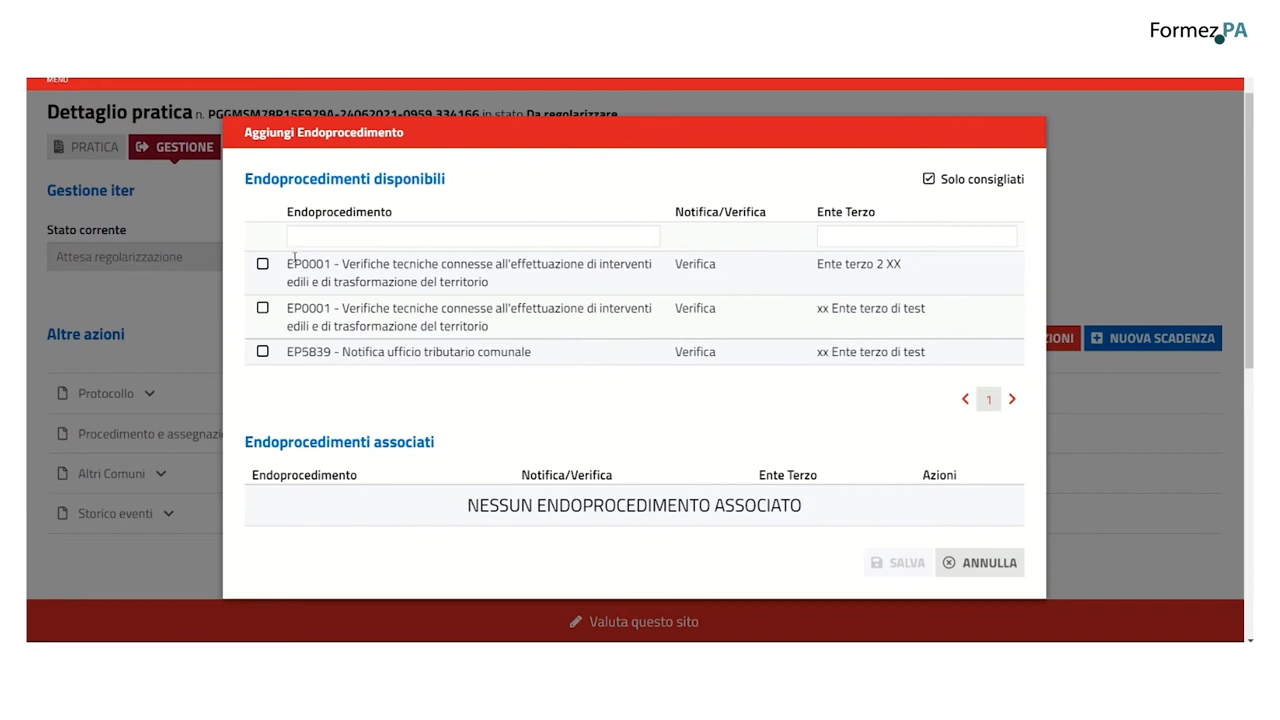 Formez PA
MENU
Dettaglio pratica n. PGGMSM78P15F979A-24062021-0959.334166 in stato Da regolarizzare
Aggiungi Endoprocedimento
PRATICA
GESTIONE
Gestione iter
Stato corrente
Attesa regolarizzazione
Endoprocedimenti disponibili
Solo consigliati
Endoprocedimento Notifica/Verifica Ente Terzo
EP0001 - Verifiche tecniche connesse all'effettuazione di interventi Verifica Ente terzo 2 XX
edili e di trasformazione del territorio
EP0001 - Verifiche tecniche connesse all'effettuazione di interventi Verifica xx Ente terzo di test
edili e di trasformazione del territorio
EP5839 - Notifica ufficio tributario comunale Verifica xx Ente terzo di test
1
Altre azioni
IONI
NUOVA SCADENZA
Protocollo
Procedimento e assegnazi
Altri Comuni
Storico eventi
Endoprocedimenti associati
Endoprocedimento Notifica/Verifica Ente Terzo Azioni
NESSUN ENDOPROCEDIMENTO ASSOCIATO
SALVA
ANNULLA
Valuta questo sito